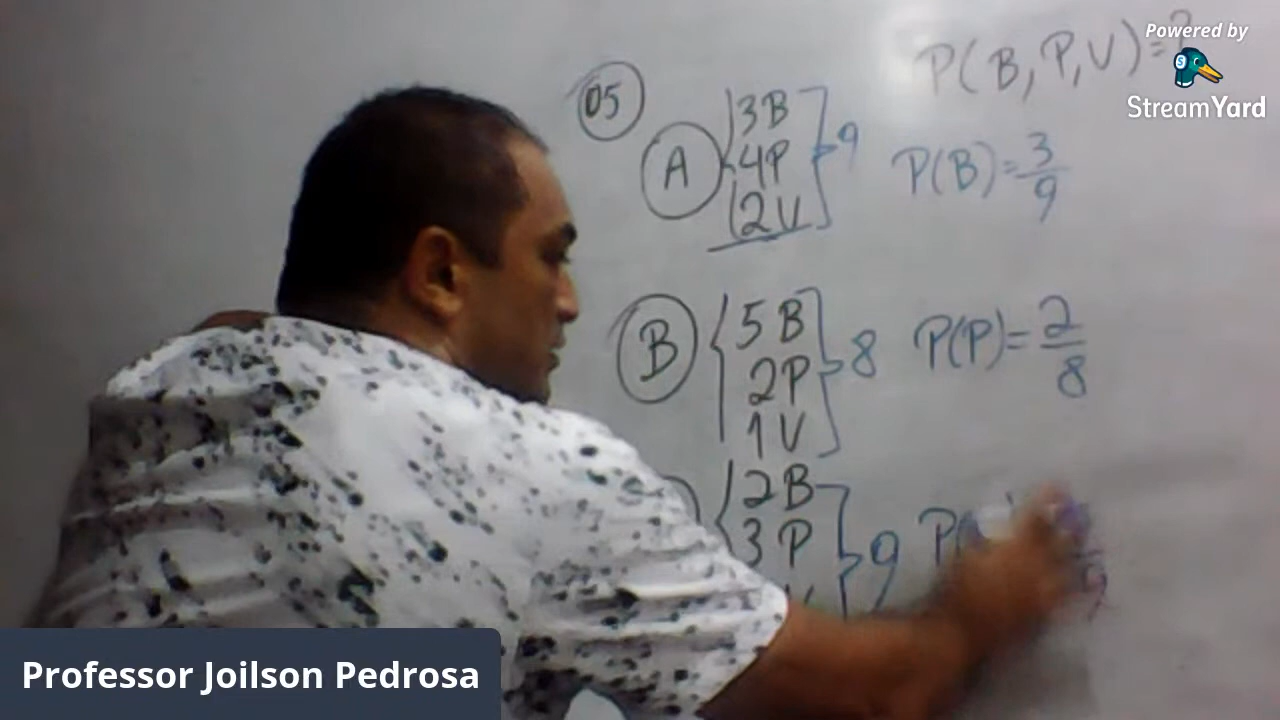 Powered by
StreamYard
P(B, P, V) = ?
05
A
3B
4P
2V
9
P(B) = 3/9
B
5B
2P
1V
8
P(P) = 2/8
2B
3P
9
Professor Joilson Pedrosa